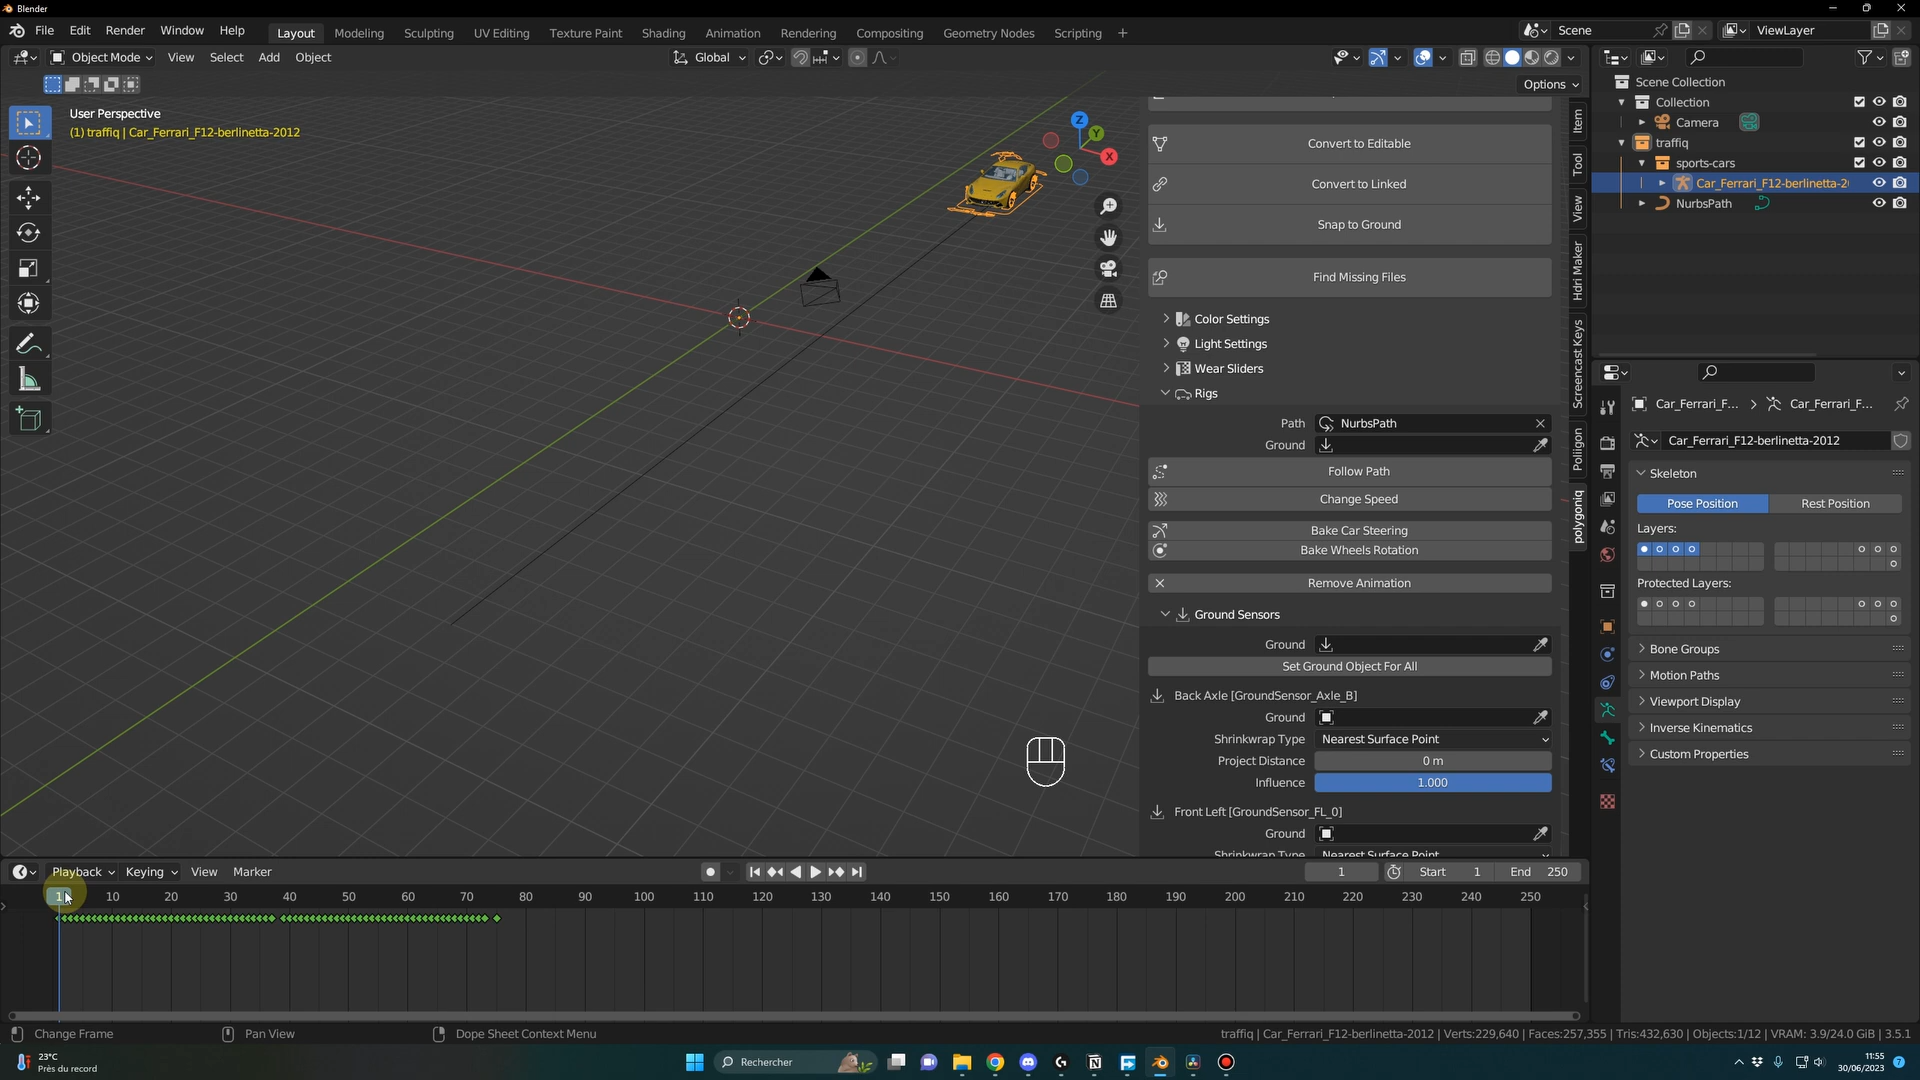 Blender
File Edit Render Window Help Layout Modeling Sculpting UV Editing Texture Paint Shading Animation Rendering Compositing Geometry Nodes Scripting + Scene ViewLayer
Object Mode View Select Add Object Global
Options
User Perspective
(1) traffiq | Car_Ferrari_F12-berlinetta-2012
Z
Y
X
Convert to Editable
Convert to Linked
Snap to Ground
Find Missing Files
Color Settings
Light Settings
Wear Sliders
Rigs
Path NurbsPath
Ground
Follow Path
Change Speed
Bake Car Steering
Bake Wheels Rotation
Remove Animation
Ground Sensors
Ground
Set Ground Object For All
Back Axle [GroundSensor_Axle_B]
Ground
Shrinkwrap Type Nearest Surface Point
Project Distance 0 m
Influence 1.000
Front Left [GroundSensor_FL_0]
Ground
Shrinkwrap Type Nearest Surface Point
Item
Tool
View
Hdri Maker
Screencast Keys
Poliigon
polygoniq
Scene Collection
Collection
Camera
traffiq
sports-cars
Car_Ferrari_F12-berlinetta-2
NurbsPath
Car_Ferrari_F... > Car_Ferrari_F...
Car_Ferrari_F12-berlinetta-2012
Skeleton
Pose Position Rest Position
Layers:
Protected Layers:
Bone Groups
Motion Paths
Viewport Display
Inverse Kinematics
Custom Properties
Playback Keying View Marker 1 Start 1 End 250
1 10 20 30 40 50 60 70 80 90 100 110 120 130 140 150 160 170 180 190 200 210 220 230 240 250
Change Frame Pan View Dope Sheet Context Menu traffiq | Car_Ferrari_F12-berlinetta-2012 | Verts:229,640 | Faces:257,355 | Tris:432,630 | Objects:1/12 | VRAM: 3.9/24.0 GiB | 3.5.1
23°C
Près du record
Rechercher
11:55
30/06/2023
7